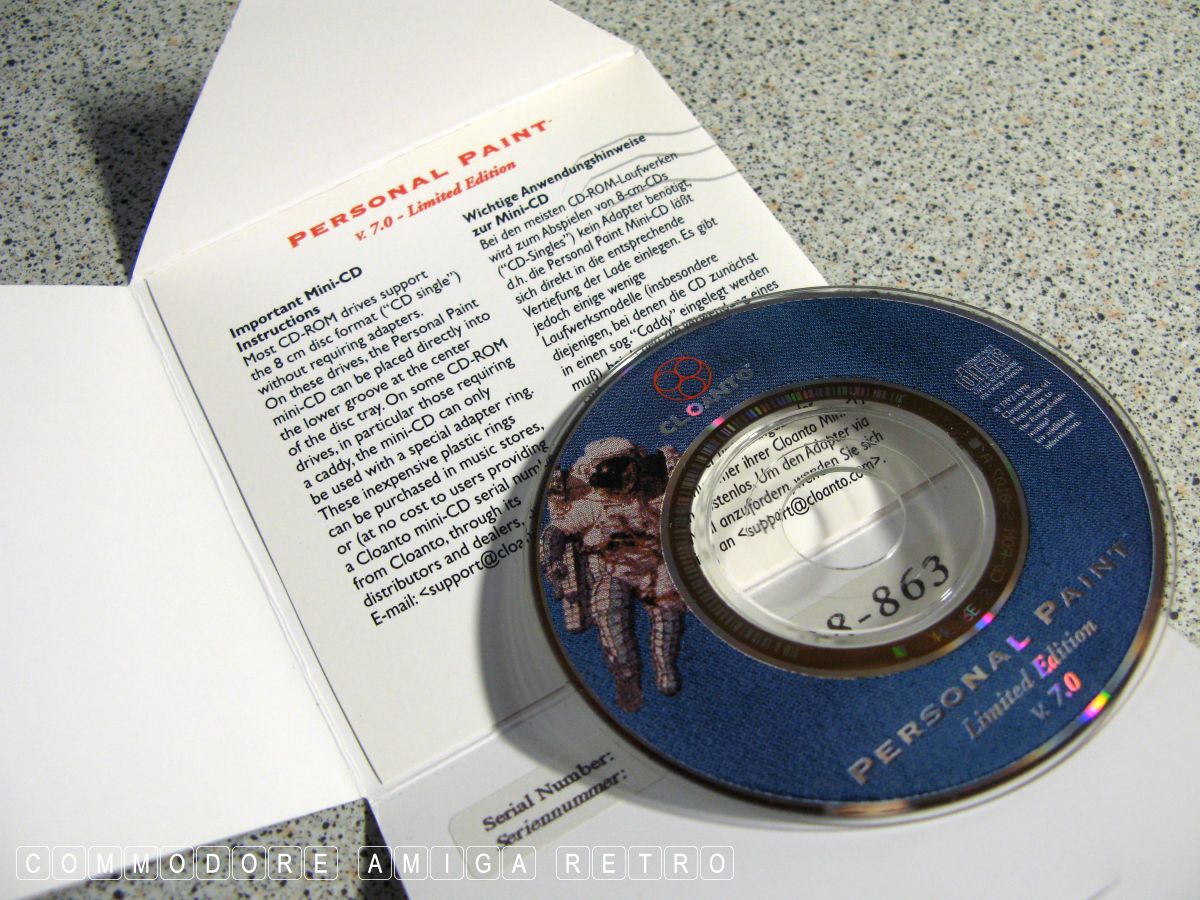 PERSONAL PAINT™
v. 7.0 - Limited Edition
Important Mini-CD
Instructions
Most CD-ROM drives support
the 8 cm disc format (“CD single”)
without requiring adapters.
On these drives, the Personal Paint
mini-CD can be placed directly into
the lower groove at the center
of the disc tray. On some CD-ROM
drives, in particular those requiring
a caddy, the mini-CD can only
be used with a special adapter ring.
These inexpensive plastic rings
can be purchased in music stores,
or (at no cost to users providing
a Cloanto mini-CD serial num
from Cloanto, through its
distributors and dealers,
E-mail: <support@cloa
Wichtige Anwendungshinweise
zur Mini-CD
Bei den meisten CD-ROM-Laufwerken
wird zum Abspielen von 8-cm-CDs
(“CD-Singles”) kein Adapter benötigt,
d.h. die Personal Paint Mini-CD läßt
sich direkt in die entsprechende
Vertiefung der Lade einlegen. Es gibt
jedoch einige wenige
Laufwerksmodelle (insbesondere
diejenigen, bei denen die CD zunächst
in einen sog. “Caddy” eingelegt werden
muß) eines
ihrer Cloanto Min
Um den Adapter via
anzufordern, wenden Sie sich
an <support@cloanto.com>.
8-863
CLOANTO
PERSONAL PAINT™
Limited Edition
v. 7.0
Serial Number:
Seriennummer:
COMMODORE AMIGA RETRO